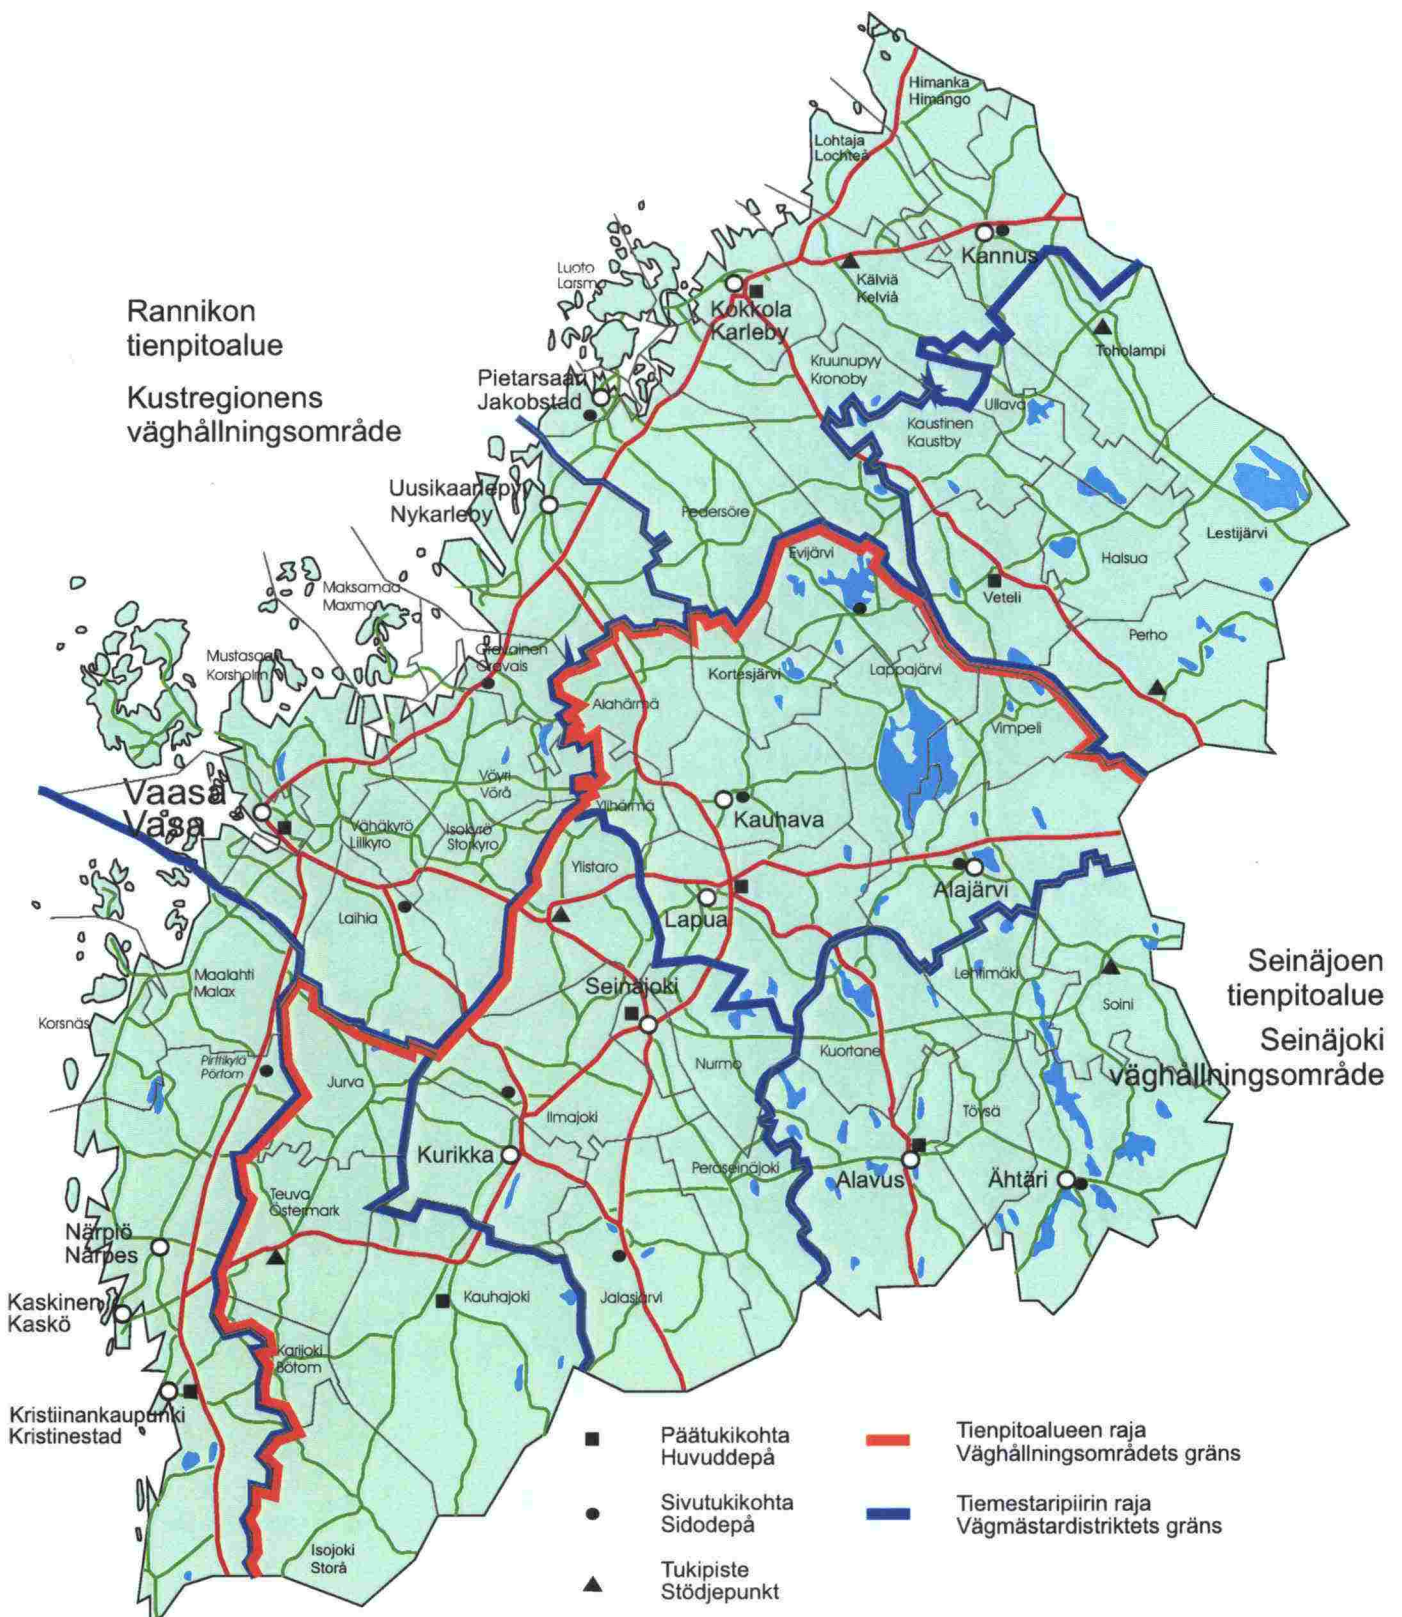 Himanka
Himango
Lohtaja
Lochteå
Kannus
Luoto
Larsmo
Kälviä
Kelviå
Rannikon
tienpitoalue
Kustregionens
väghållningsområde
Kokkola
Karleby
Toholampi
Kruunupyy
Kronoby
Pietarsaari
Jakobstad
Ullava
Kaustinen
Kaustby
Uusikaarlepyy
Nykarleby
Pedersöre
Lestijärvi
Evijärvi
Halsua
Maksamaa
Maxmo
Veteli
Perho
Oravainen
Oravais
Mustasaari
Korsholm
Kortesjärvi
Lappajärvi
Alahärmä
Vimpeli
Vöyri
Vörå
Vaasa
Vasa
Ylihärmä
Kauhava
Vähäkyrö
Lillkyro
Isokyrö
Storkyro
Ylistaro
Alajärvi
Laihia
Lapua
Maalahti
Malax
Seinäjoki
Lehtimäki
Seinäjoen
tienpitoalue
Seinäjoki
väghållningsområde
Soini
Korsnäs
Pirttikylä
Pörtom
Jurva
Nurmo
Kuortane
Ilmajoki
Töysä
Kurikka
Peräseinäjoki
Alavus
Ähtäri
Teuva
Östermark
Närpiö
Närpes
Kaskinen
Kaskö
Kauhajoki
Jalasjärvi
Karijoki
Bötom
Kristiinankaupunki
Kristinestad
Isojoki
Storå
Päätukikohta
Huvuddepå
Sivutukikohta
Sidodepå
Tukipiste
Stödjepunkt
Tienpitoalueen raja
Väghållningsområdets gräns
Tiemestaripiirin raja
Vägmästardistriktets gräns